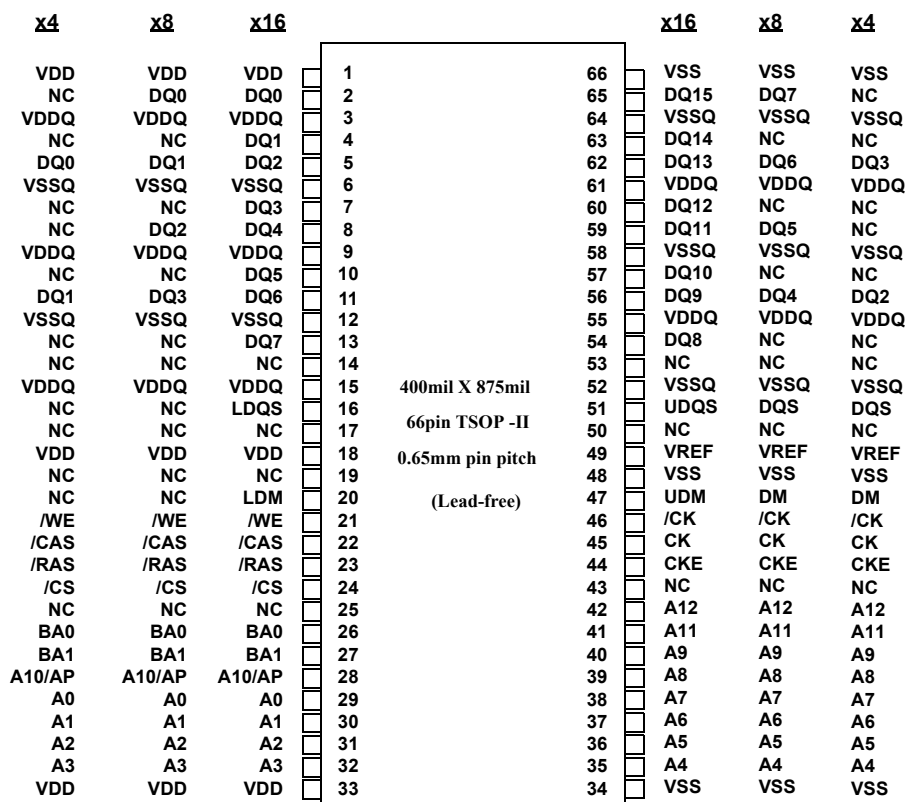 x4 x8 x16 x16 x8 x4
VDD VDD VDD 1 66 VSS VSS VSS
NC DQ0 DQ0 2 65 DQ15 DQ7 NC
VDDQ VDDQ VDDQ 3 64 VSSQ VSSQ VSSQ
NC NC DQ1 4 63 DQ14 NC NC
DQ0 DQ1 DQ2 5 62 DQ13 DQ6 DQ3
VSSQ VSSQ VSSQ 6 61 VDDQ VDDQ VDDQ
NC NC DQ3 7 60 DQ12 NC NC
NC DQ2 DQ4 8 59 DQ11 DQ5 NC
VDDQ VDDQ VDDQ 9 58 VSSQ VSSQ VSSQ
NC NC DQ5 10 57 DQ10 NC NC
DQ1 DQ3 DQ6 11 56 DQ9 DQ4 DQ2
VSSQ VSSQ VSSQ 12 55 VDDQ VDDQ VDDQ
NC NC DQ7 13 54 DQ8 NC NC
NC NC NC 14 53 NC NC NC
VDDQ VDDQ VDDQ 15 400mil X 875mil 52 VSSQ VSSQ VSSQ
NC NC LDQS 16 66pin TSOP -II 51 UDQS DQS DQS
NC NC NC 17 50 NC NC NC
VDD VDD VDD 18 0.65mm pin pitch 49 VREF VREF VREF
NC NC NC 19 48 VSS VSS VSS
NC NC LDM 20 (Lead-free) 47 UDM DM DM
/WE /WE /WE 21 46 /CK /CK /CK
/CAS /CAS /CAS 22 45 CK CK CK
/RAS /RAS /RAS 23 44 CKE CKE CKE
/CS /CS /CS 24 43 NC NC NC
NC NC NC 25 42 A12 A12 A12
BA0 BA0 BA0 26 41 A11 A11 A11
BA1 BA1 BA1 27 40 A9 A9 A9
A10/AP A10/AP A10/AP 28 39 A8 A8 A8
A0 A0 A0 29 38 A7 A7 A7
A1 A1 A1 30 37 A6 A6 A6
A2 A2 A2 31 36 A5 A5 A5
A3 A3 A3 32 35 A4 A4 A4
VDD VDD VDD 33 34 VSS VSS VSS